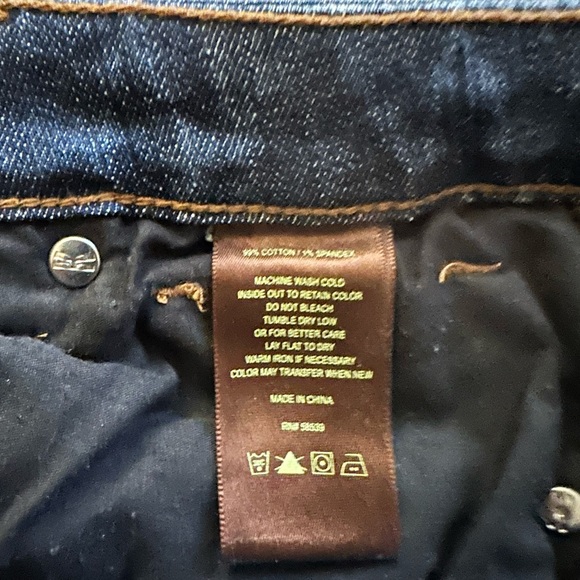 99% COTTON / 1% SPANDEX
MACHINE WASH COLD
INSIDE OUT TO RETAIN COLOR
DO NOT BLEACH
TUMBLE DRY LOW
OR FOR BETTER CARE
LAY FLAT TO DRY
WARM IRON IF NECESSARY
COLOR MAY TRANSFER WHEN NEW
MADE IN CHINA
RN# 58539